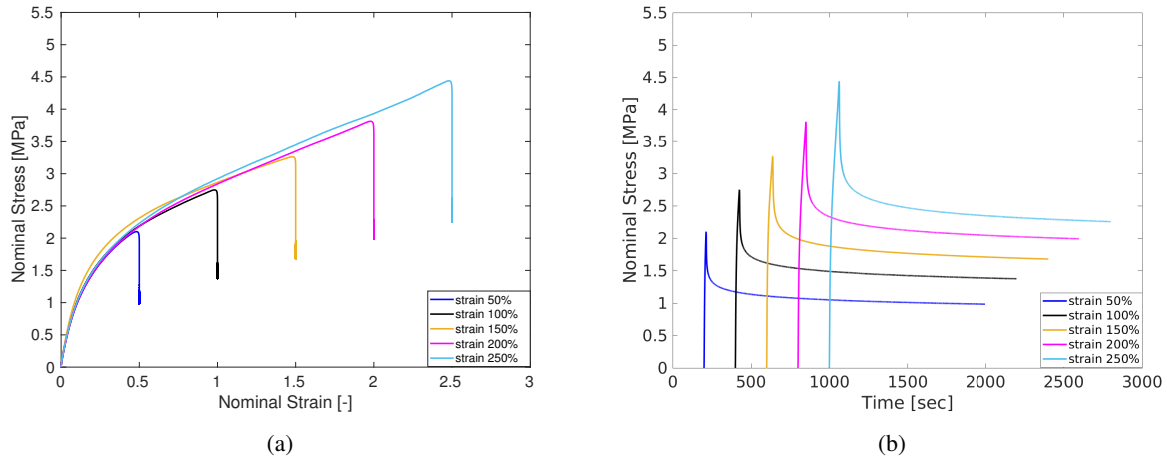 5.5
5
4.5
4
3.5
3
2.5
2
1.5
1
0.5
0
Nominal Stress [MPa]
strain 50%
strain 100%
strain 150%
strain 200%
strain 250%
0 0.5 1 1.5 2 2.5 3
Nominal Strain [-]
(a)
5.5
5
4.5
4
3.5
3
2.5
2
1.5
1
0.5
0
Nominal Stress [MPa]
strain 50%
strain 100%
strain 150%
strain 200%
strain 250%
0 500 1000 1500 2000 2500 3000
Time [sec]
(b)